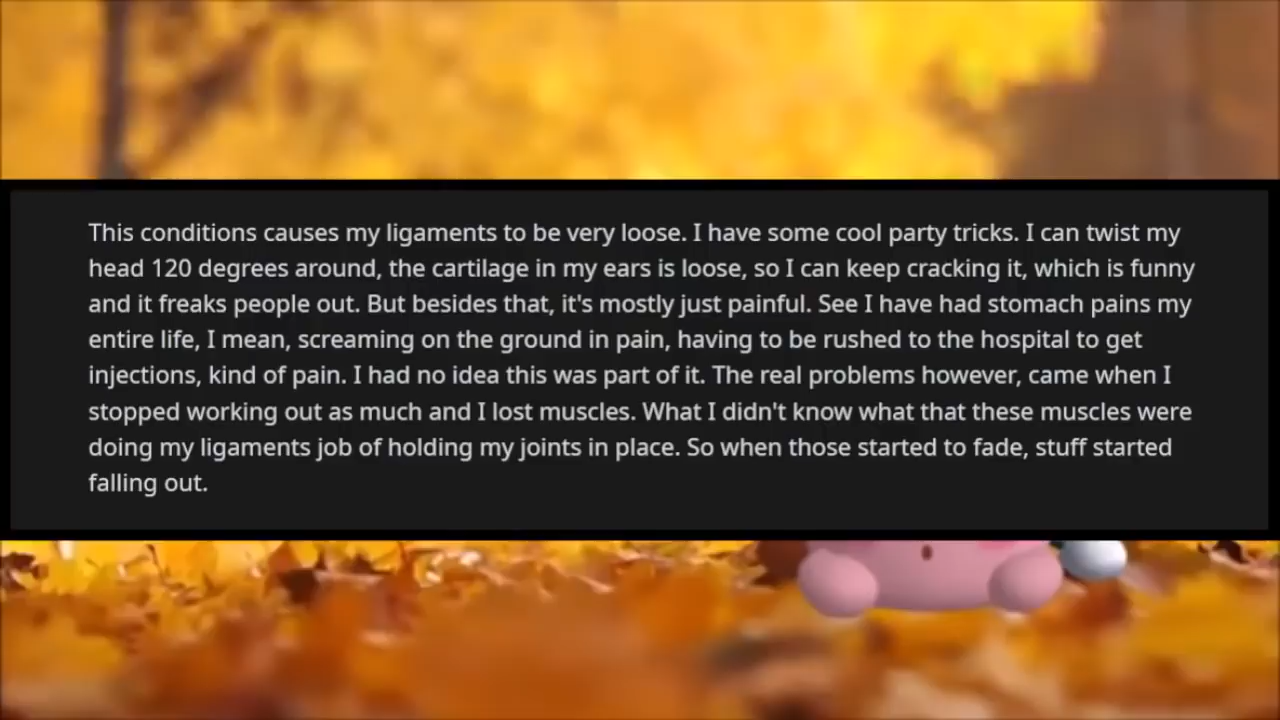 This conditions causes my ligaments to be very loose. I have some cool party tricks. I can twist my
head 120 degrees around, the cartilage in my ears is loose, so I can keep cracking it, which is funny
and it freaks people out. But besides that, it's mostly just painful. See I have had stomach pains my
entire life, I mean, screaming on the ground in pain, having to be rushed to the hospital to get
injections, kind of pain. I had no idea this was part of it. The real problems however, came when I
stopped working out as much and I lost muscles. What I didn't know what that these muscles were
doing my ligaments job of holding my joints in place. So when those started to fade, stuff started
falling out.